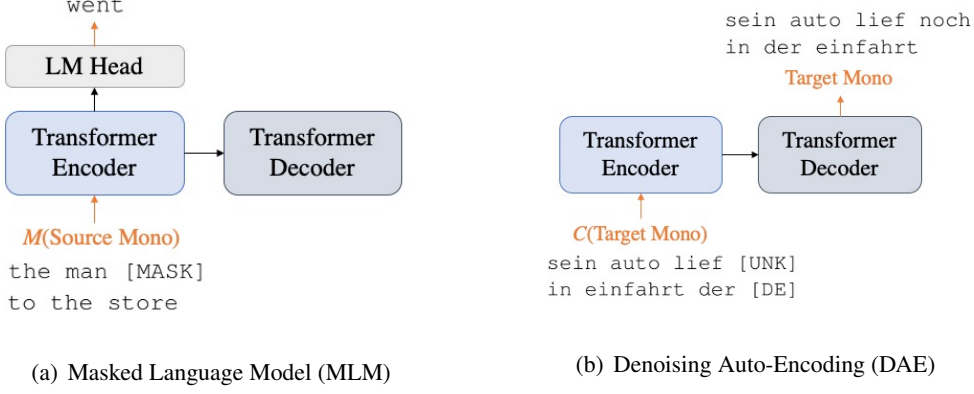 went
LM Head
Transformer
Encoder
Transformer
Decoder
M(Source Mono)
the man [MASK]
to the store
(a) Masked Language Model (MLM)
sein auto lief noch
in der einfahrt
Target Mono
Transformer
Encoder
Transformer
Decoder
C(Target Mono)
sein auto lief [UNK]
in einfahrt der [DE]
(b) Denoising Auto-Encoding (DAE)